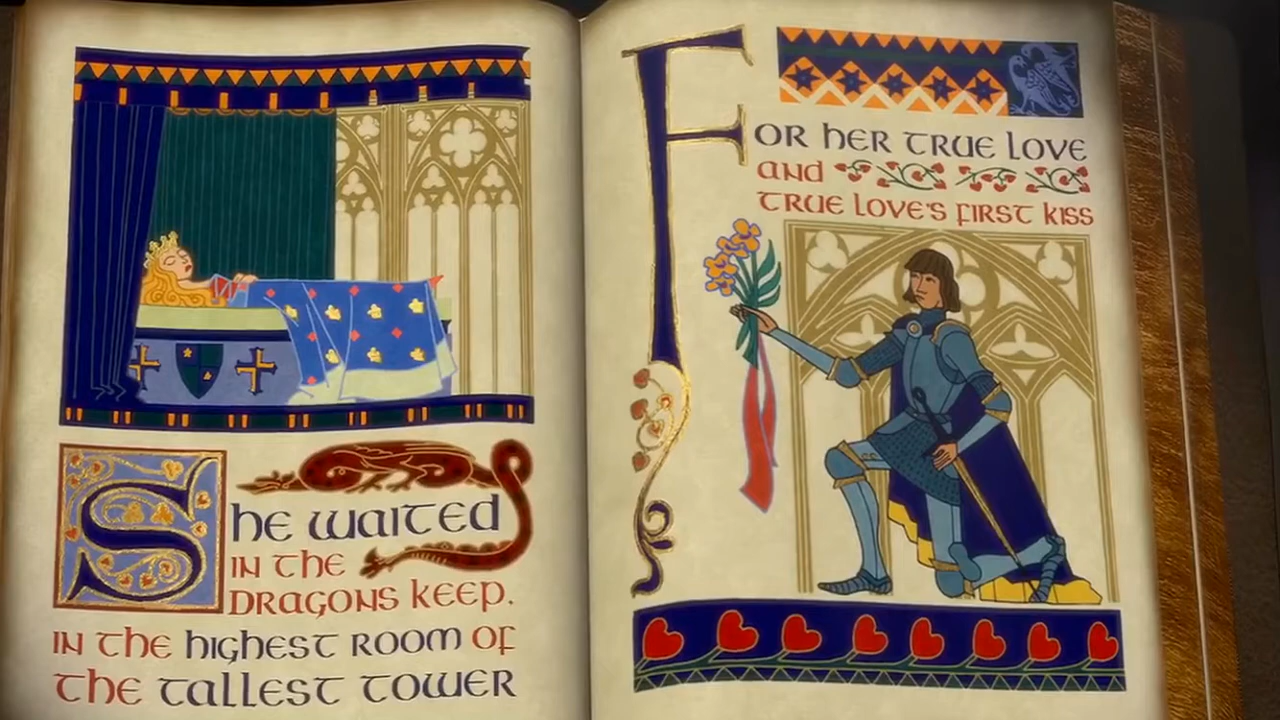 She waited
in the
dragons keep.
in the highest room of
the tallest tower
For her true love
and
true love's first kiss